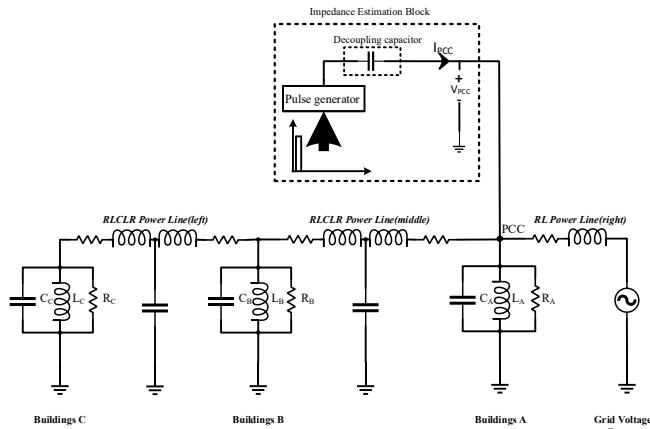 Impedance Estimation Block
Decoupling capacitor
IPCC
Pulse generator
+
VPCC
-
RLCLR Power Line(left)
RLCLR Power Line(middle)
PCC
RL Power Line(right)
CC LC RC
CB LB RB
CA LA RA
Buildings C
Buildings B
Buildings A
Grid Voltage